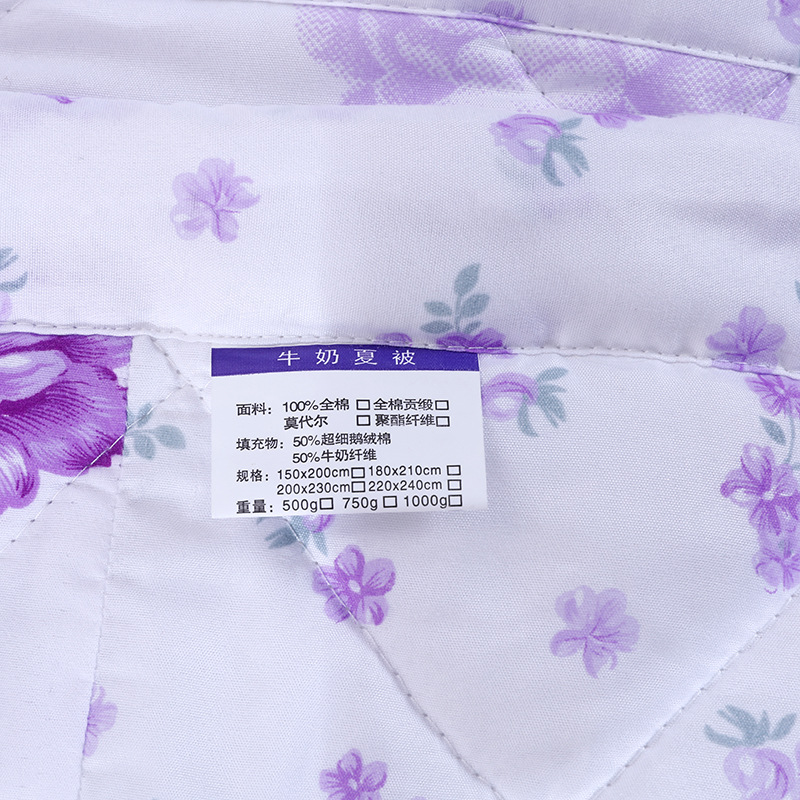 牛奶夏被
面料：100%全棉□ 全棉贡缎□
莫代尔 □ 聚酯纤维□
填充物：50%超细鹅绒棉
50%牛奶纤维
规格：150x200cm□ 180x210cm □
200x230cm□ 220x240cm □
重量：500g□ 750g□ 1000g□